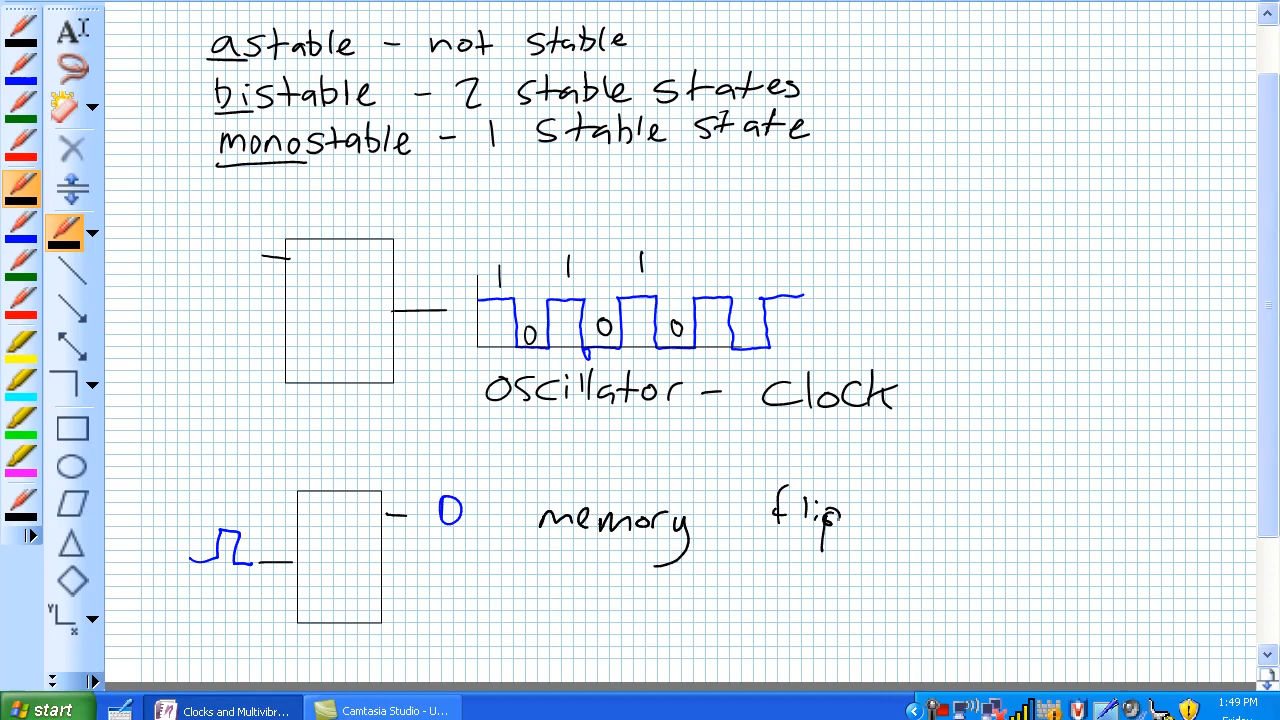 astable - not stable
bistable - 2 stable states
monostable - 1 stable state
1 1 1
0 0 0
oscillator - clock
0 memory flip
start
Clocks and Multivibr...
Camtasia Studio - U...
1:49 PM